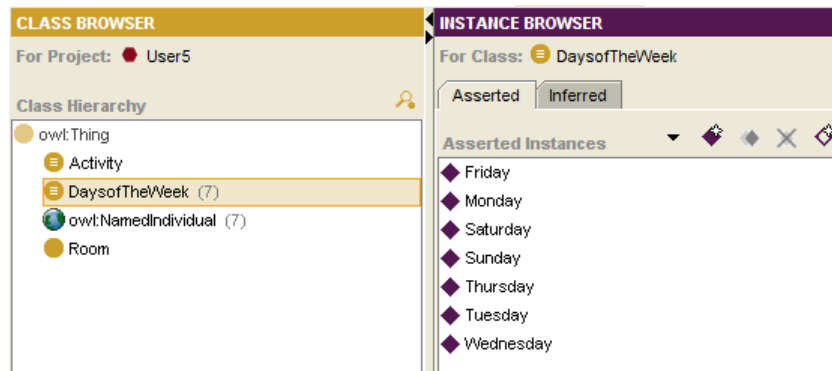 CLASS BROWSER
For Project: User5
Class Hierarchy
owl:Thing
Activity
DaysofTheWeek (7)
owl:NamedIndividual (7)
Room
INSTANCE BROWSER
For Class: DaysofTheWeek
Asserted Inferred
Asserted Instances
Friday
Monday
Saturday
Sunday
Thursday
Tuesday
Wednesday